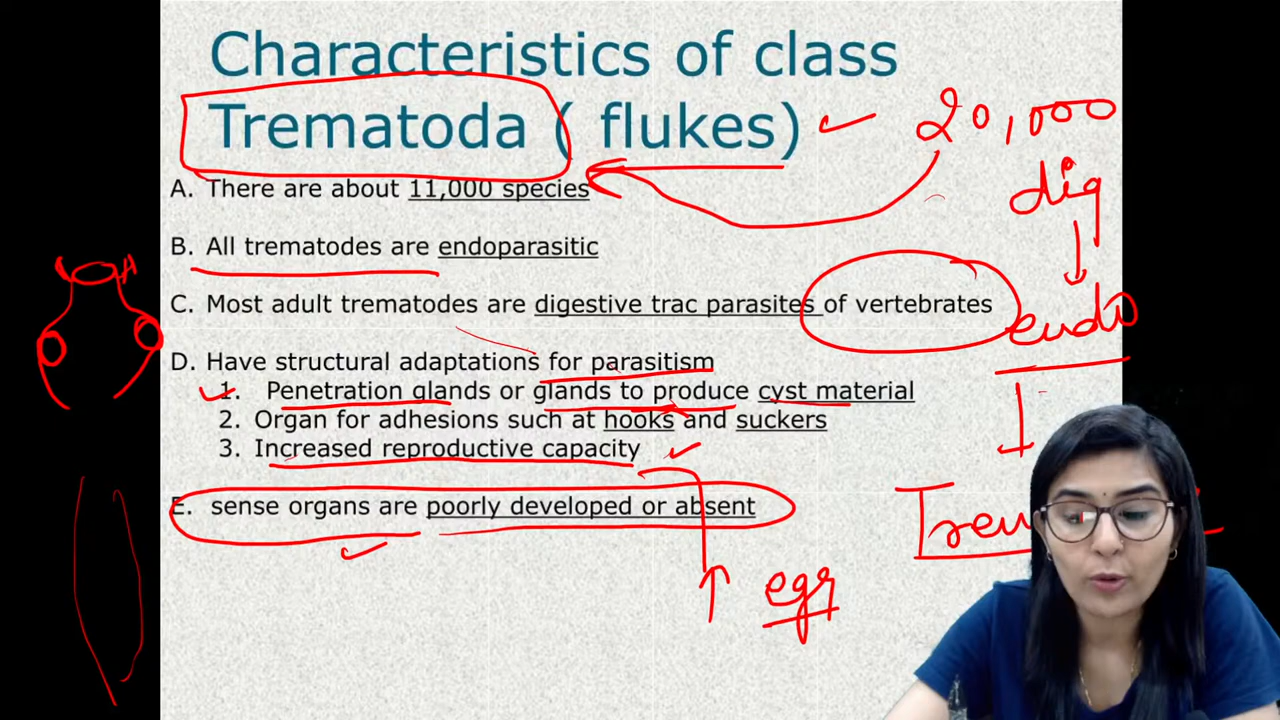 Characteristics of class
Trematoda ( flukes)
20,000
dig
A. There are about 11,000 species
B. All trematodes are endoparasitic
C. Most adult trematodes are digestive trac parasites of vertebrates
endo
D. Have structural adaptations for parasitism
1. Penetration glands or glands to produce cyst material
2. Organ for adhesions such at hooks and suckers
3. Increased reproductive capacity
E. sense organs are poorly developed or absent